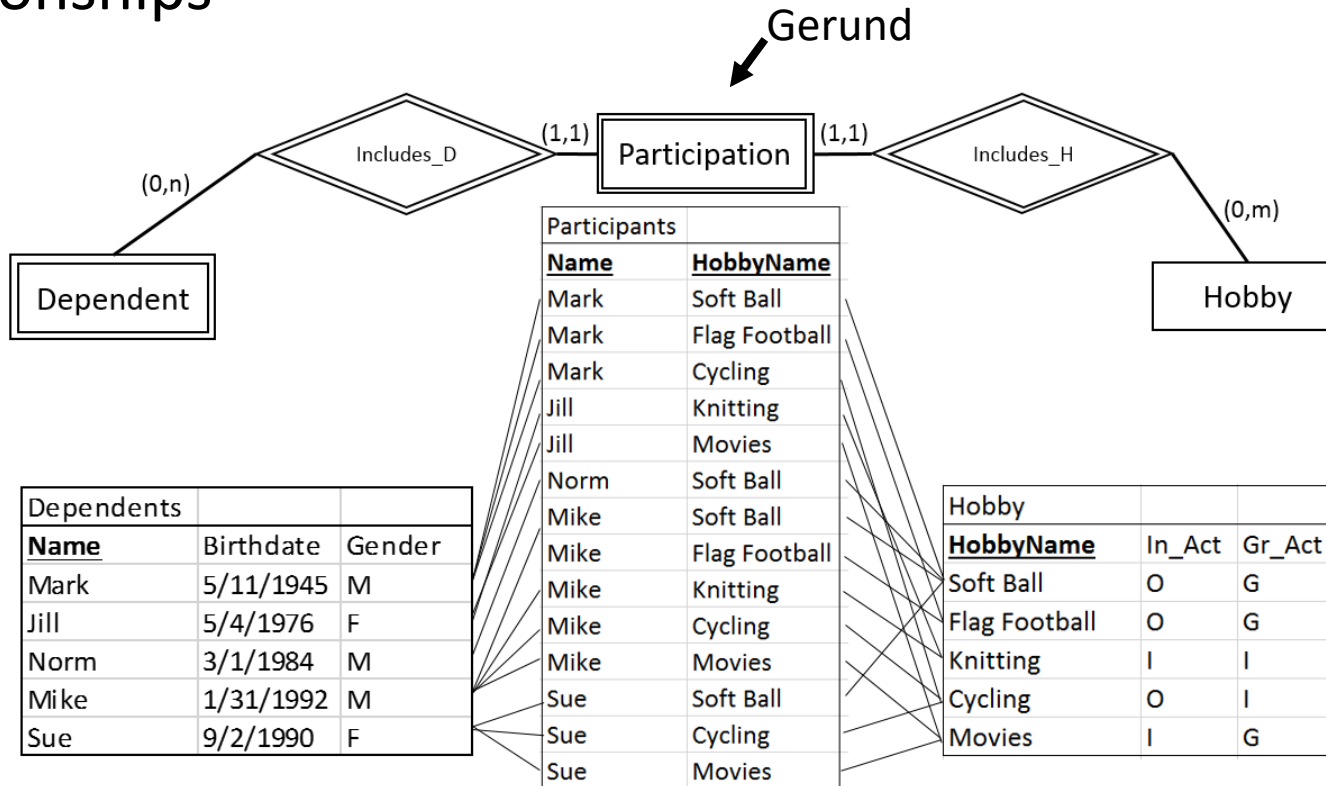 onships
Gerund
Includes_D
(1,1)
Participation
(1,1)
Includes_H
(0,n)
(0,m)
Dependent
Hobby
Participants
Name HobbyName
Mark Soft Ball
Mark Flag Football
Mark Cycling
Jill Knitting
Jill Movies
Norm Soft Ball
Mike Soft Ball
Mike Flag Football
Mike Knitting
Mike Cycling
Mike Movies
Sue Soft Ball
Sue Cycling
Sue Movies
Dependents
Name Birthdate Gender
Mark 5/11/1945 M
Jill 5/4/1976 F
Norm 3/1/1984 M
Mike 1/31/1992 M
Sue 9/2/1990 F
Hobby
HobbyName In_Act Gr_Act
Soft Ball O G
Flag Football O G
Knitting I I
Cycling O I
Movies I G